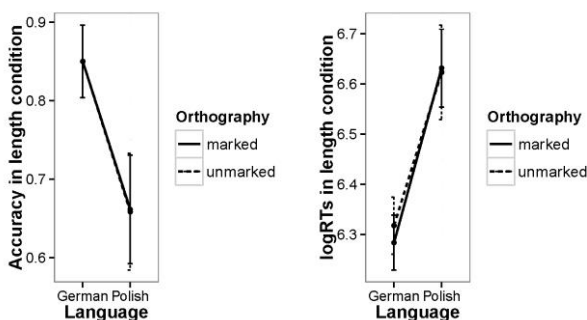 Accuracy in length condition
0.9
0.8
0.7
0.6
German Polish
Language
Orthography
marked
unmarked
logRTs in length condition
6.7
6.6
6.5
6.4
6.3
German Polish
Language
Orthography
marked
unmarked